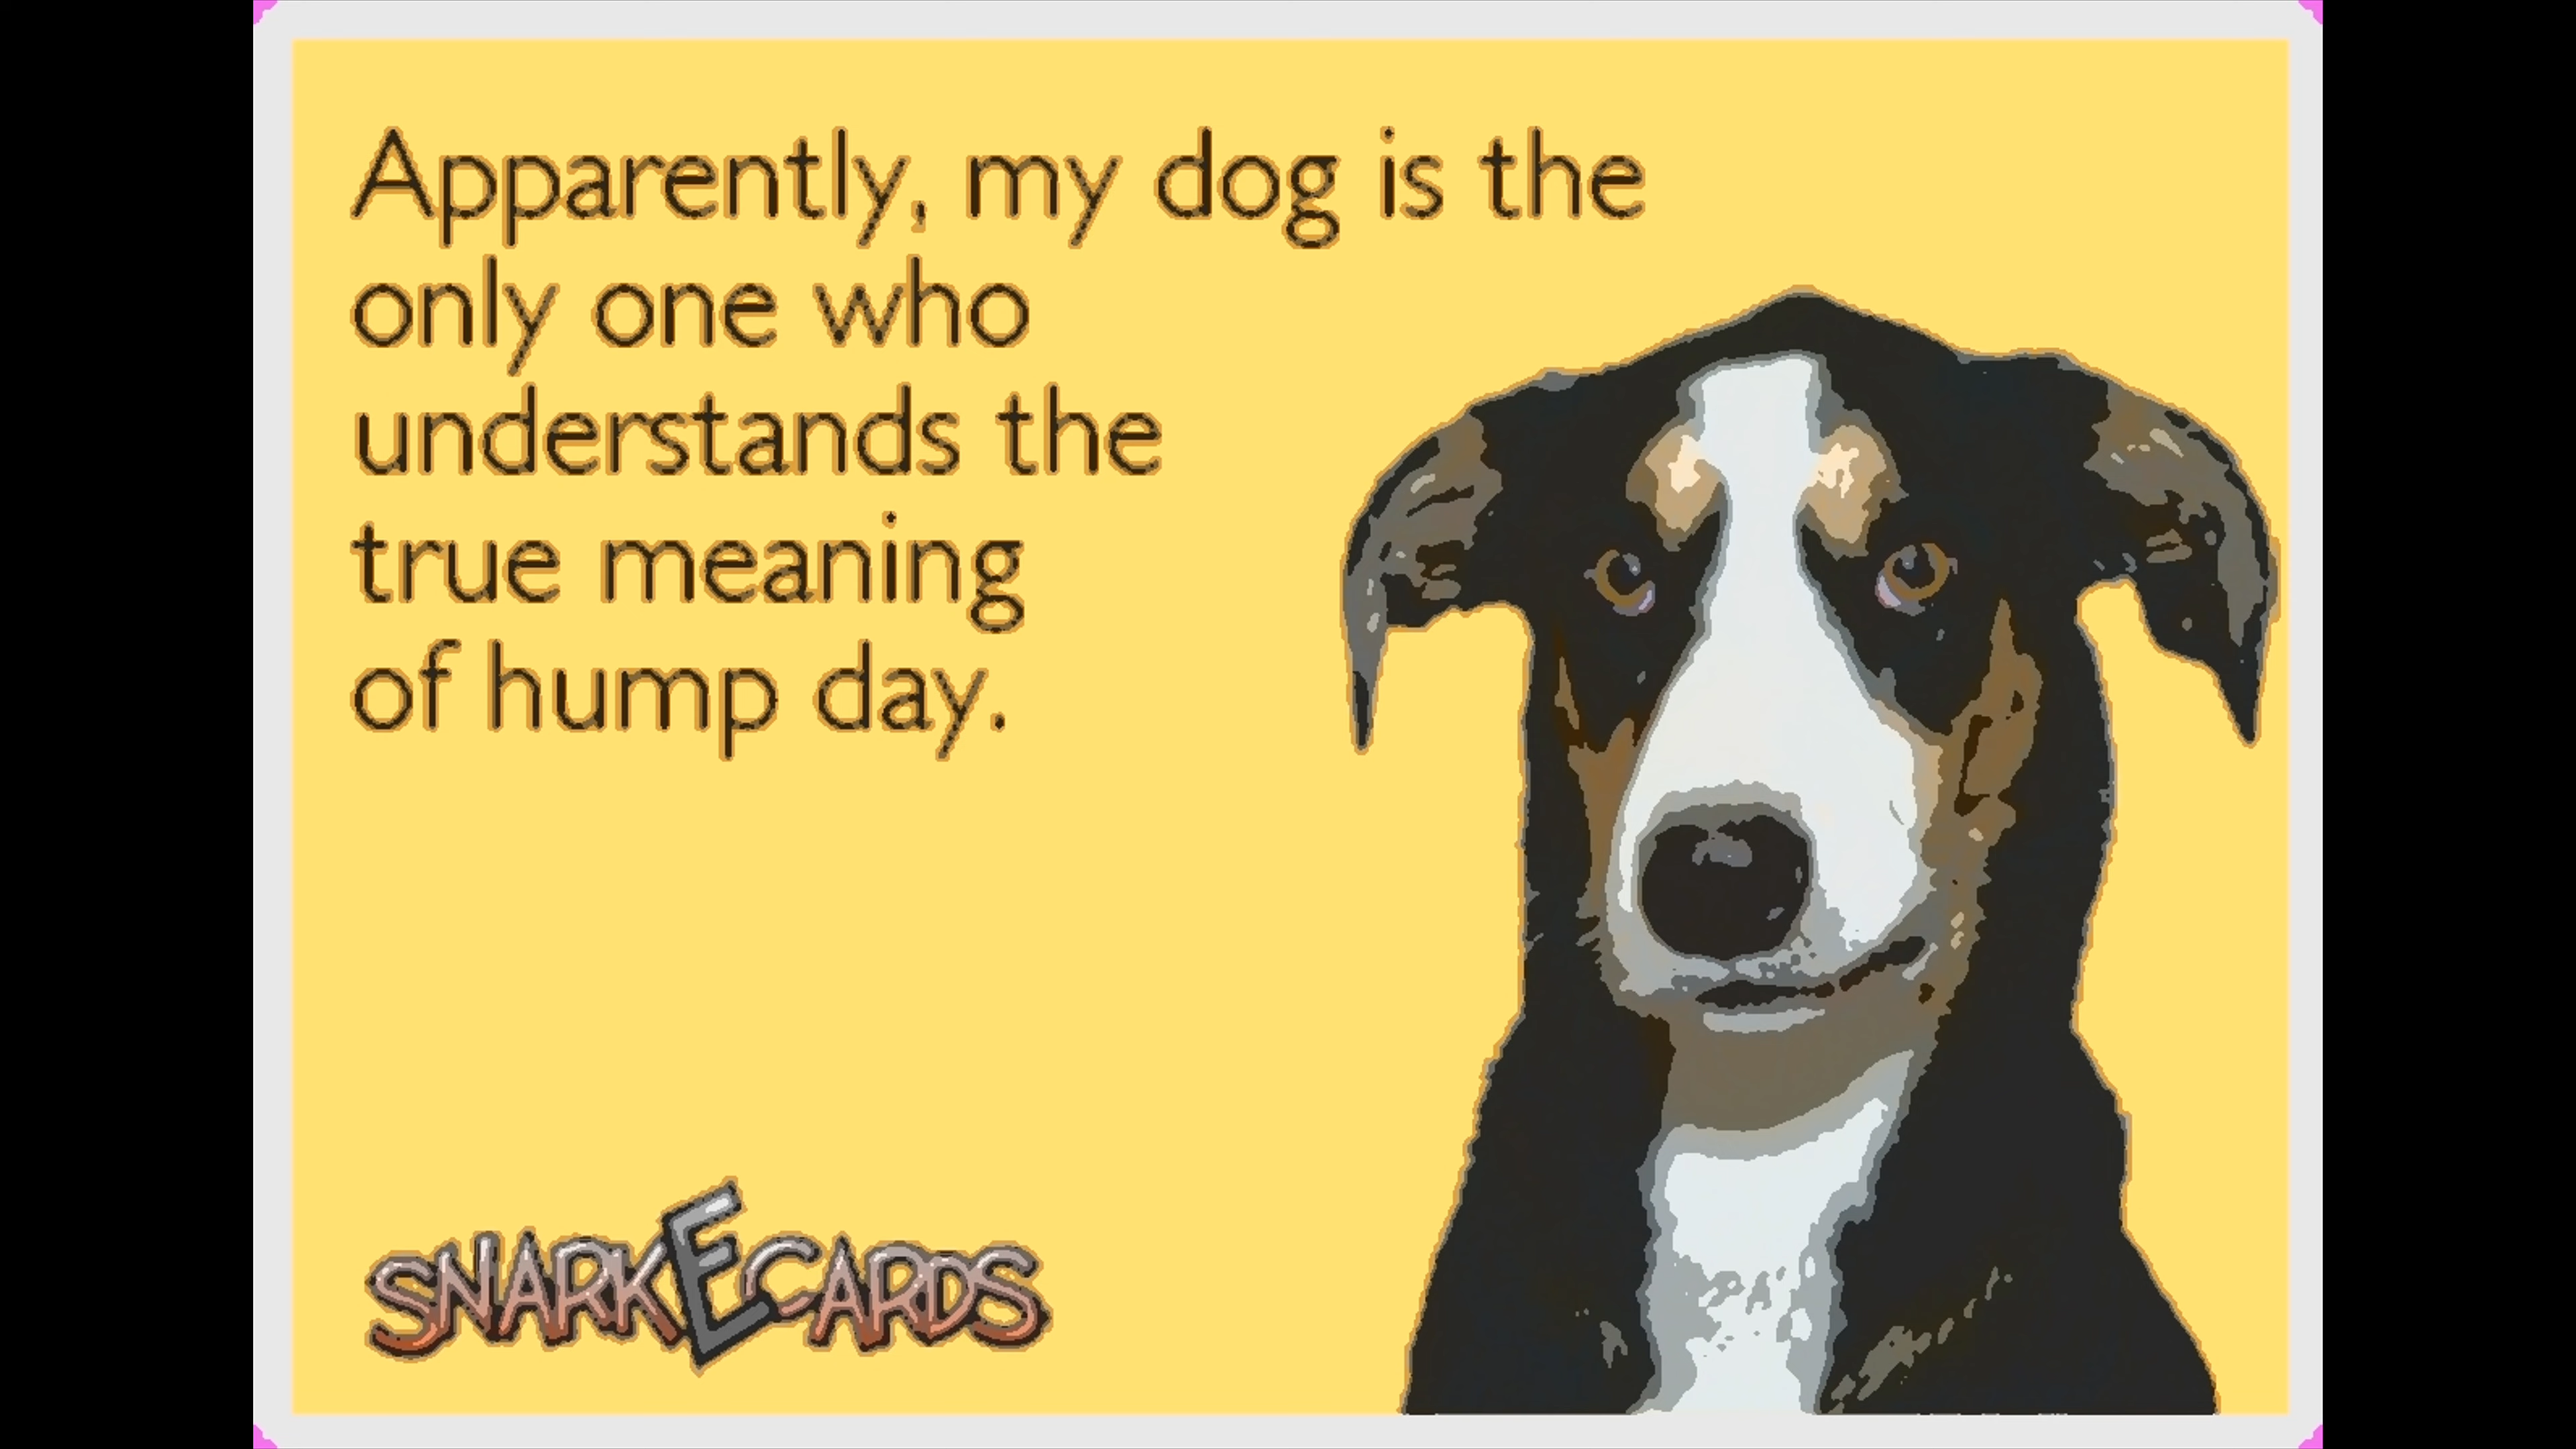 Apparently, my dog is the
only one who
understands the
true meaning
of hump day.
SNARKECARDS